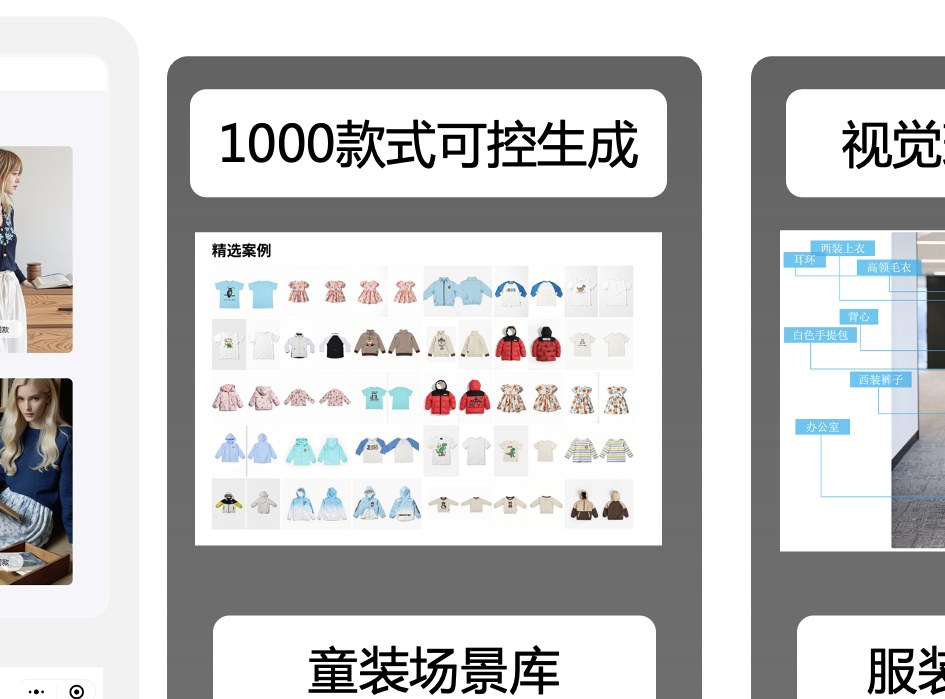 1000款式可控生成
精选案例
童装场景库
视觉
西装上衣
耳环
高领毛衣
背心
白色手提包
西装裤子
办公室
服装
款
款